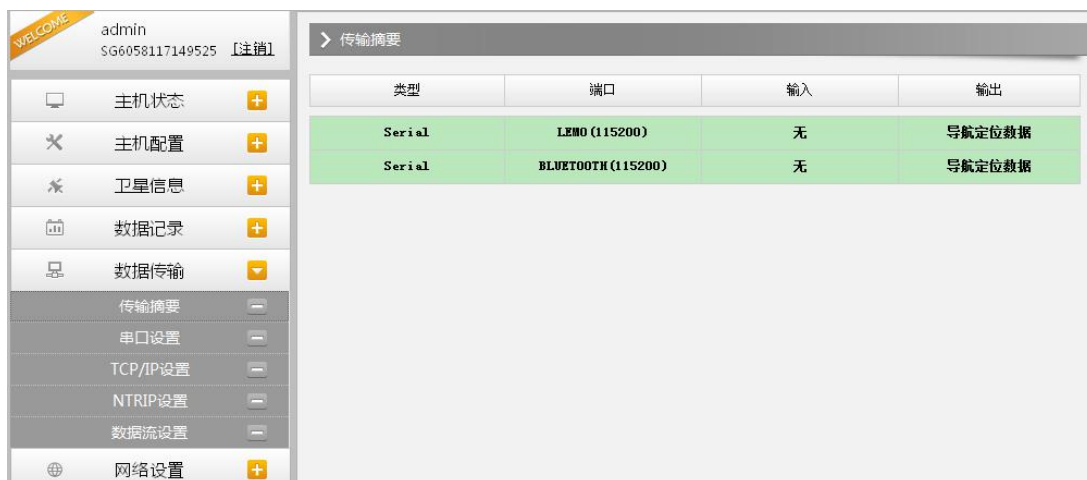 WELCOME
admin
SG6058117149525 [注销]
主机状态
主机配置
卫星信息
数据记录
数据传输
传输摘要
串口设置
TCP/IP设置
NTRIP设置
数据流设置
网络设置
传输摘要
类型 端口 输入 输出
Serial LEMO(115200) 无 导航定位数据
Serial BLUETOOTH(115200) 无 导航定位数据